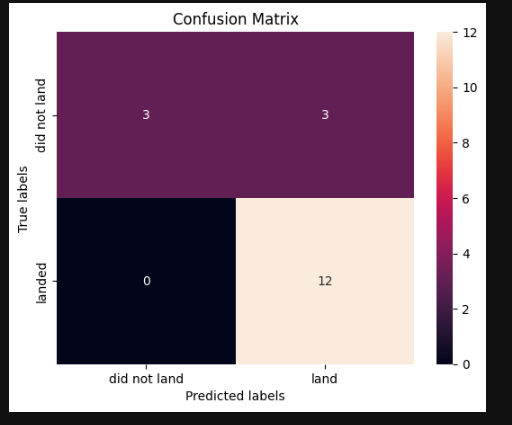 Confusion Matrix
True labels
did not land
landed
3
3
0
12
did not land
land
Predicted labels
12
10
8
6
4
2
0